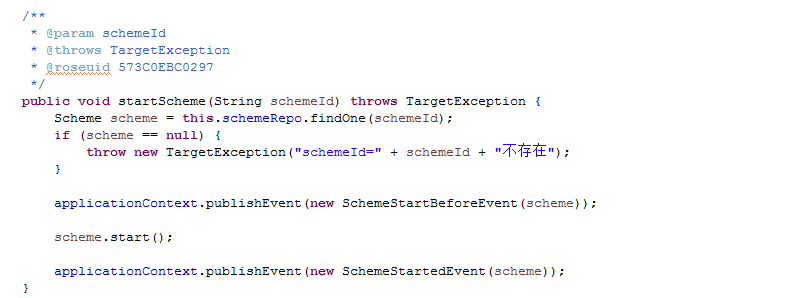 /**
 * @param schemeId
 * @throws TargetException
 * @roseuid 573C0EBC0297
 */
public void startScheme(String schemeId) throws TargetException {
    Scheme scheme = this.schemeRepo.findOne(schemeId);
    if (scheme == null) {
        throw new TargetException("schemeId=" + schemeId + "不存在");
    }
    applicationContext.publishEvent(new SchemeStartBeforeEvent(scheme));
    scheme.start();
    applicationContext.publishEvent(new SchemeStartedEvent(scheme));
}